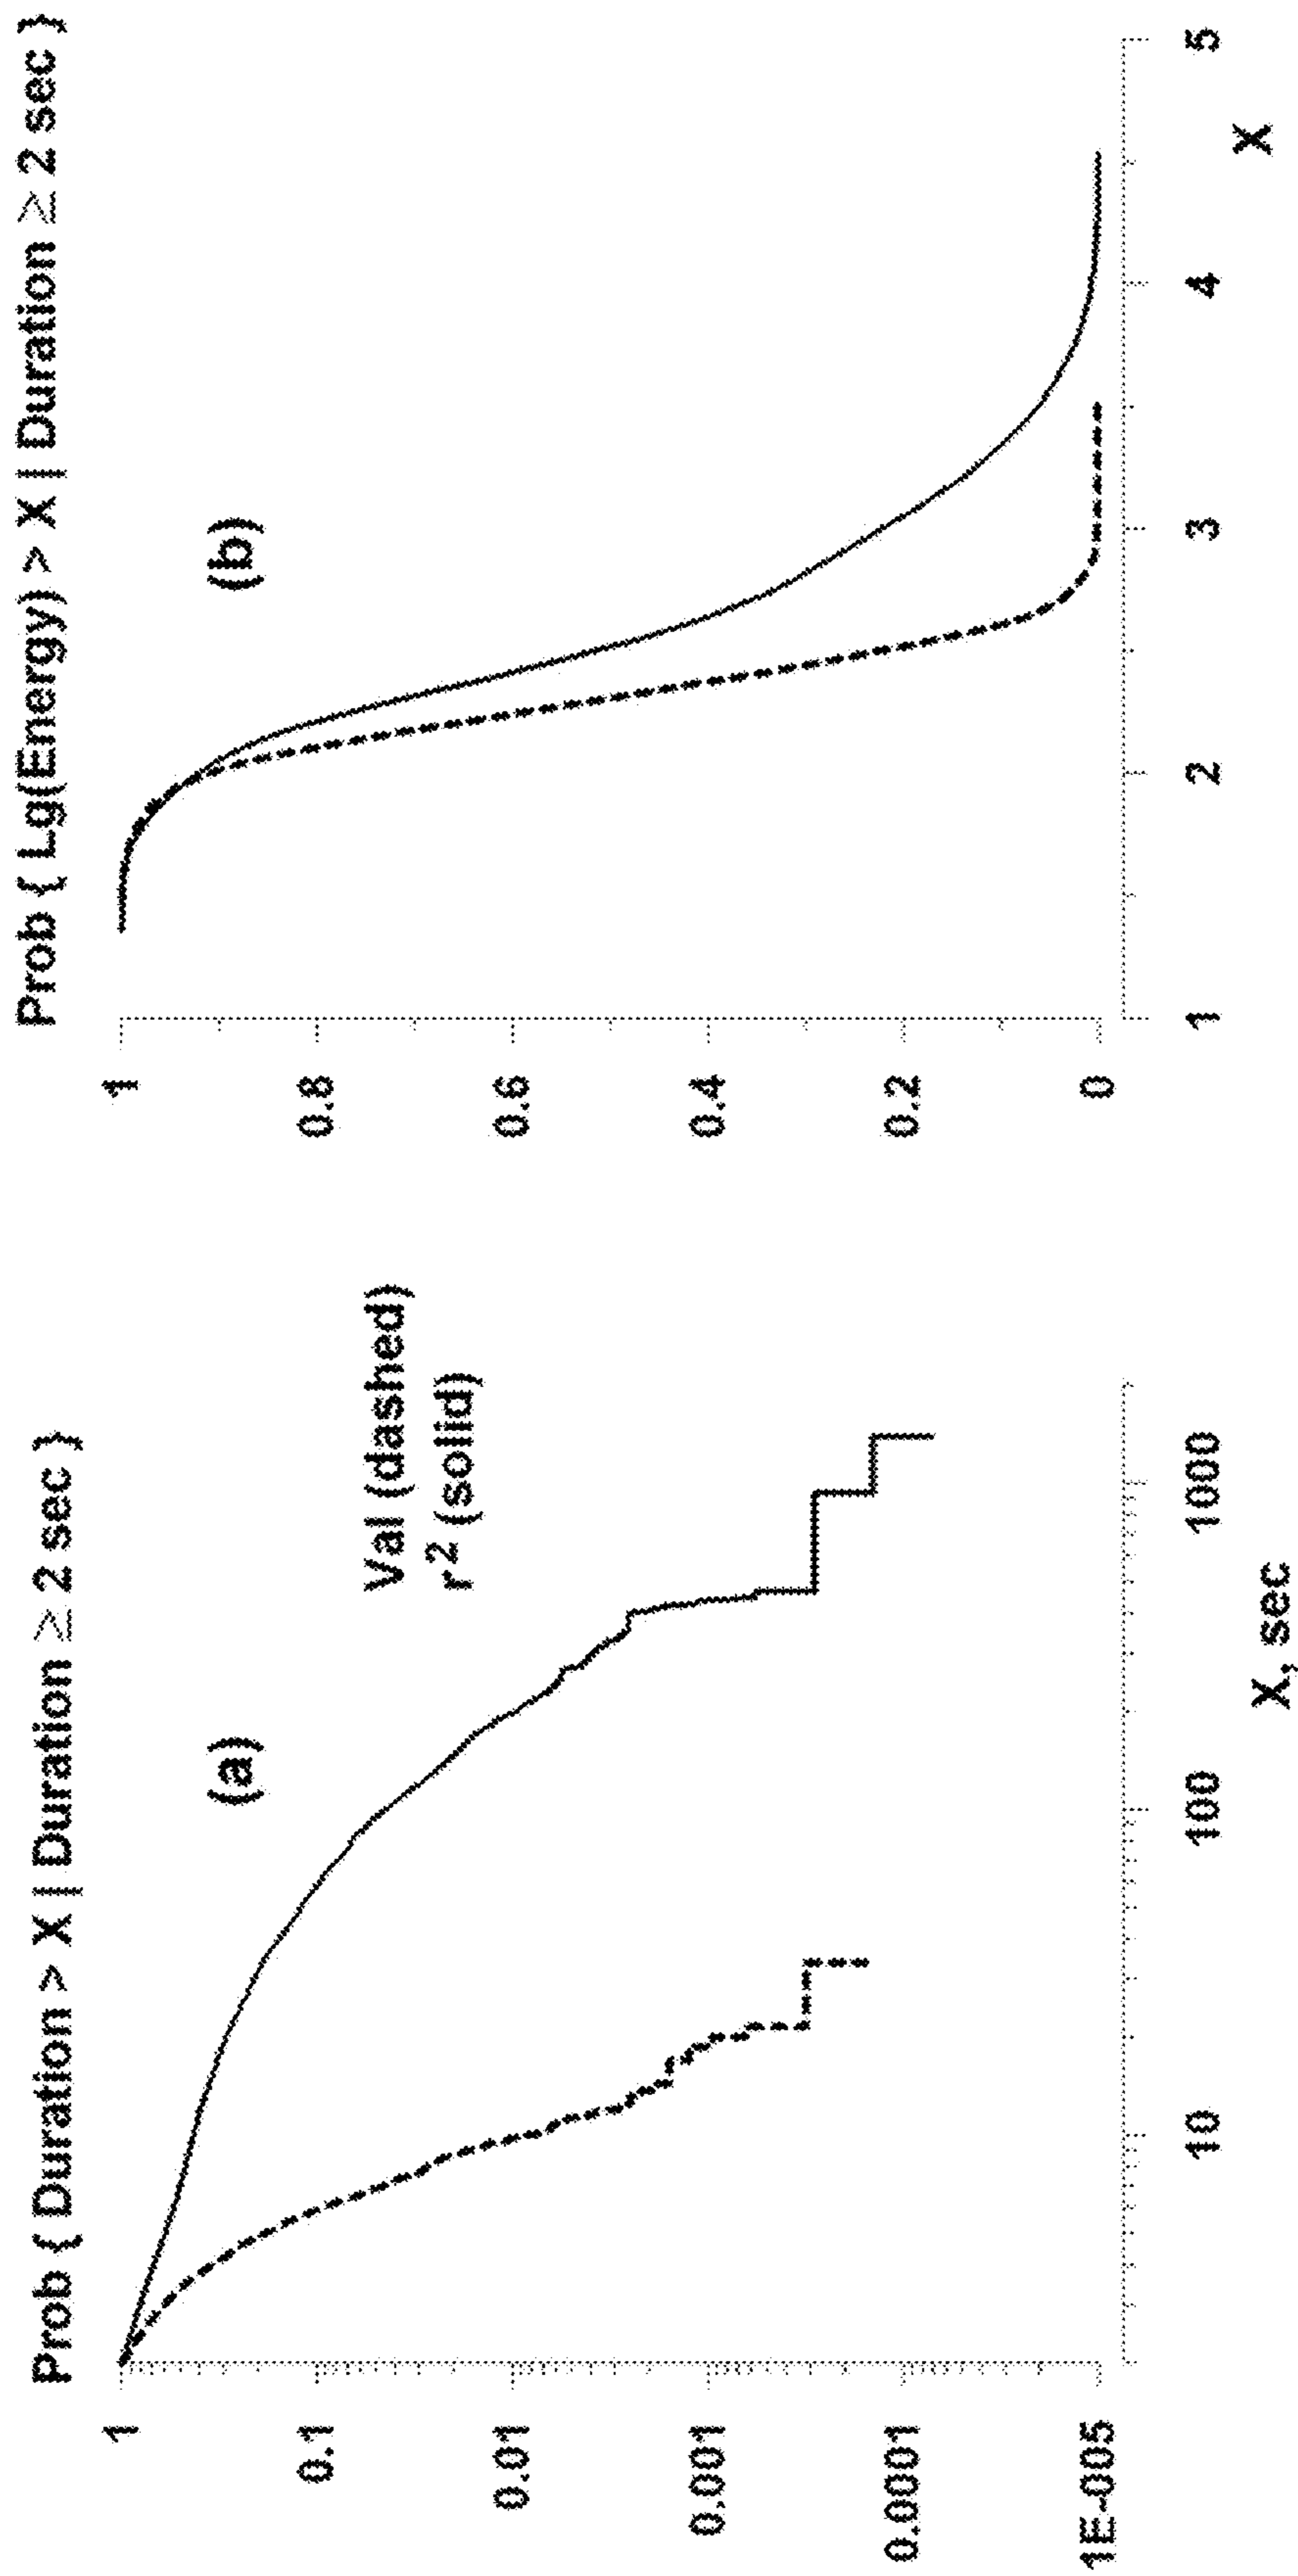 Prob { Duration > X | Duration ≥ 2 sec }
(a)
Val (dashed)
r² (solid)
1
0.1
0.01
0.001
0.0001
1E-005
10
100
1000
X, sec
Prob { Lg(Energy) > X | Duration ≥ 2 sec }
(b)
1
0.8
0.6
0.4
0.2
0
1
2
3
4
5
X